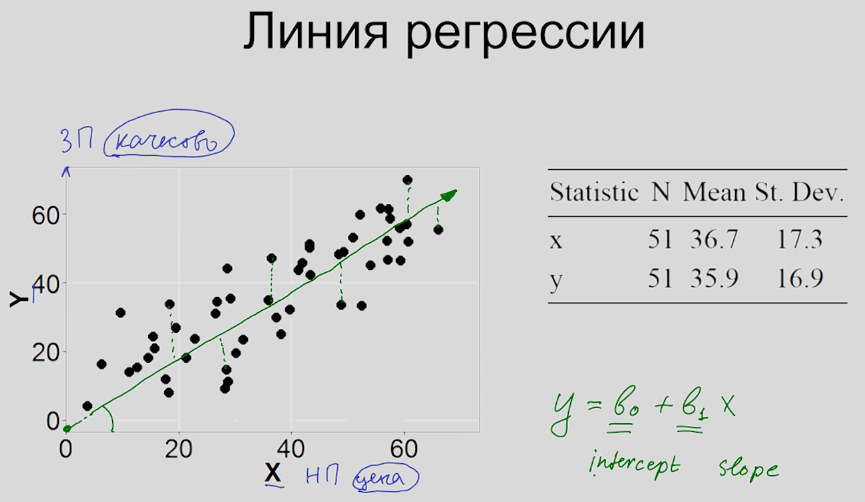 Линия регрессии
ЗП качесово
Y
60
40
20
0
0 20 40 60
X НП цена
Statistic N Mean St. Dev.
x 51 36.7 17.3
y 51 35.9 16.9
y = b₀ + b₁ x
intercept slope